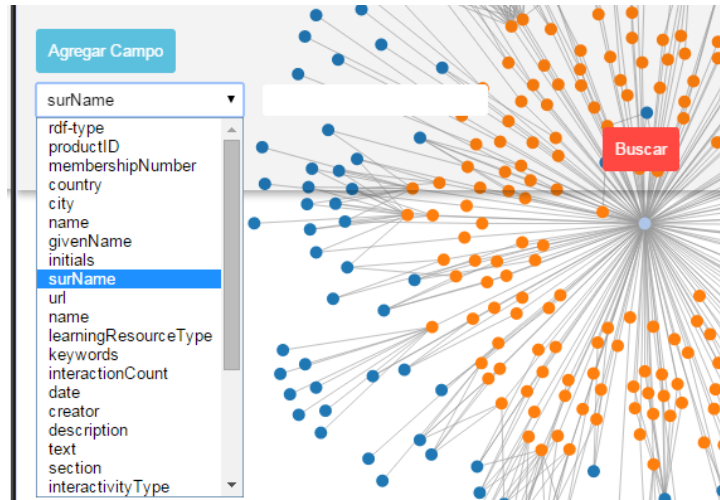 Agregar Campo
surName
Buscar
rdf-type
productID
membershipNumber
country
city
name
givenName
initials
surName
url
name
learningResourceType
keywords
interactionCount
date
creator
description
text
section
interactivityType